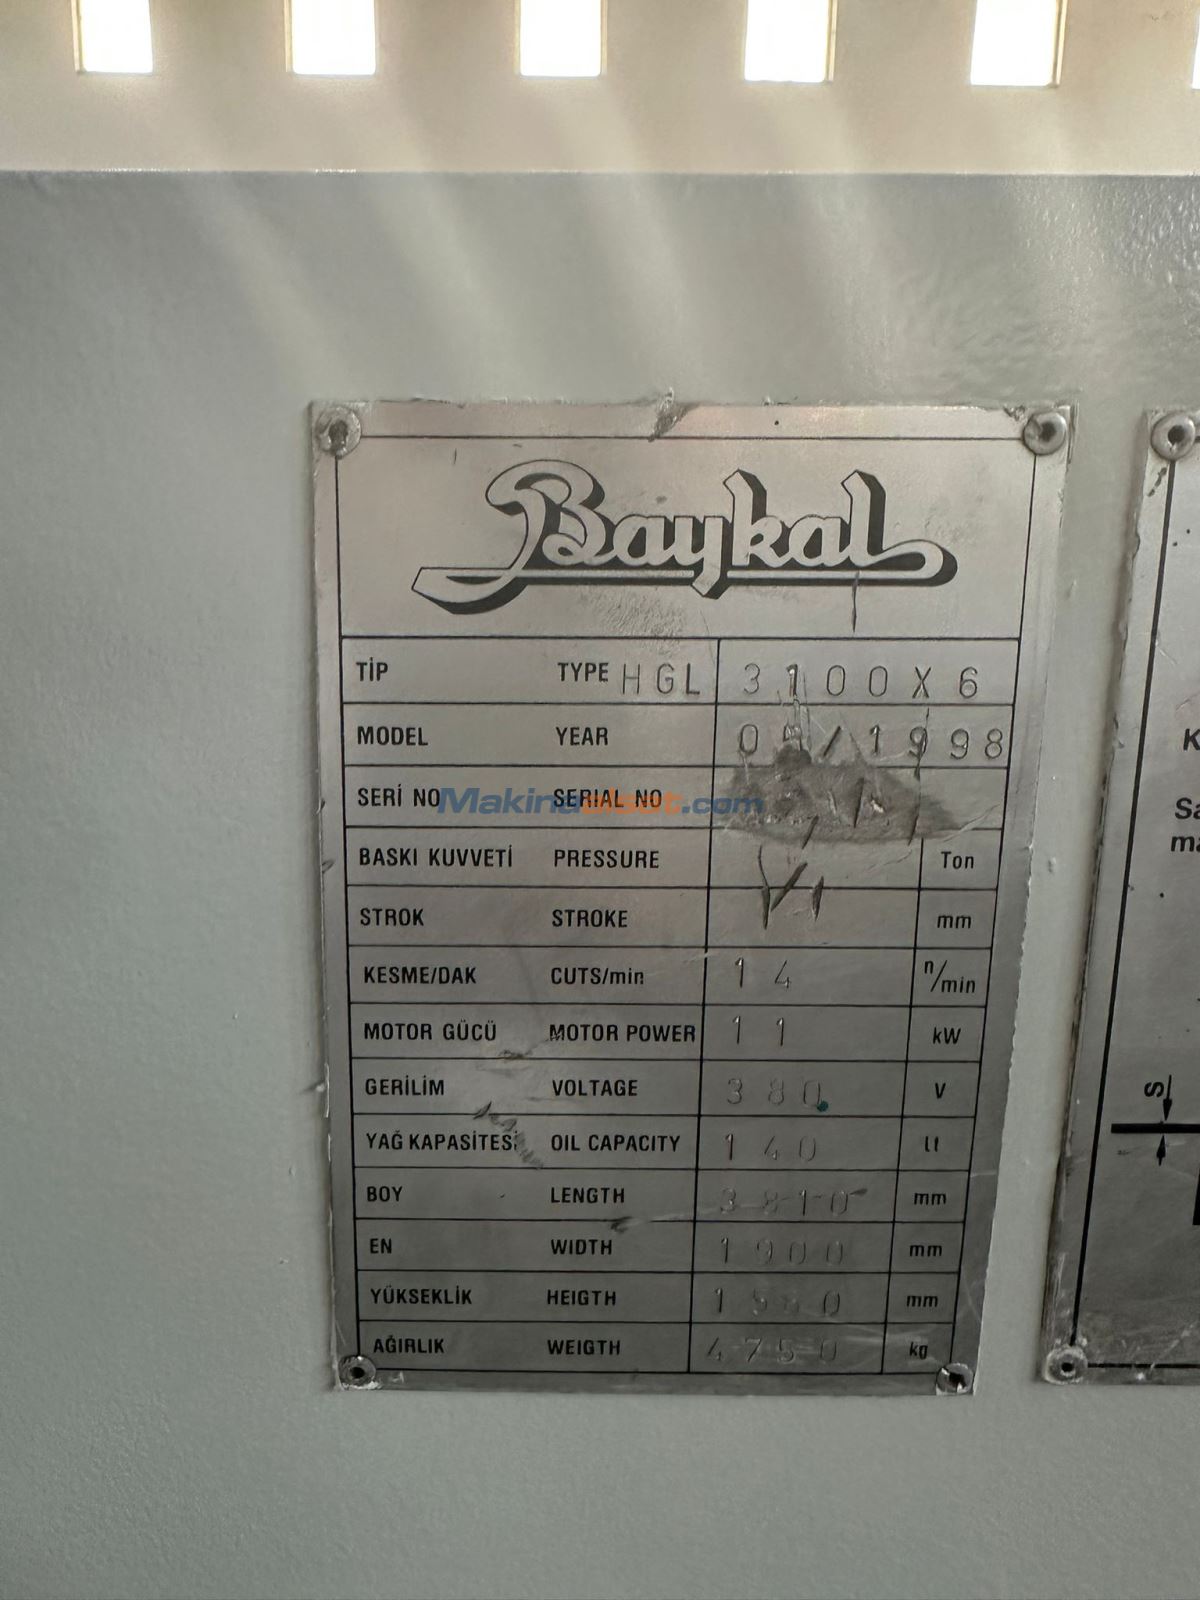 Baykal
TİP TYPE HGL 3100X6
MODEL YEAR 05/1998
SERİ NO SERIAL NO
Makinaalsat.com
BASKI KUVVETİ PRESSURE Ton
STROK STROKE mm
KESME/DAK CUTS/min 14 n/min
MOTOR GÜCÜ MOTOR POWER 11 kW
GERİLİM VOLTAGE 380 V
YAĞ KAPASİTESİ OIL CAPACITY 140 lt
BOY LENGTH 3810 mm
EN WIDTH 1900 mm
YÜKSEKLİK HEIGTH mm
AĞIRLIK WEIGTH 4750 kg
S